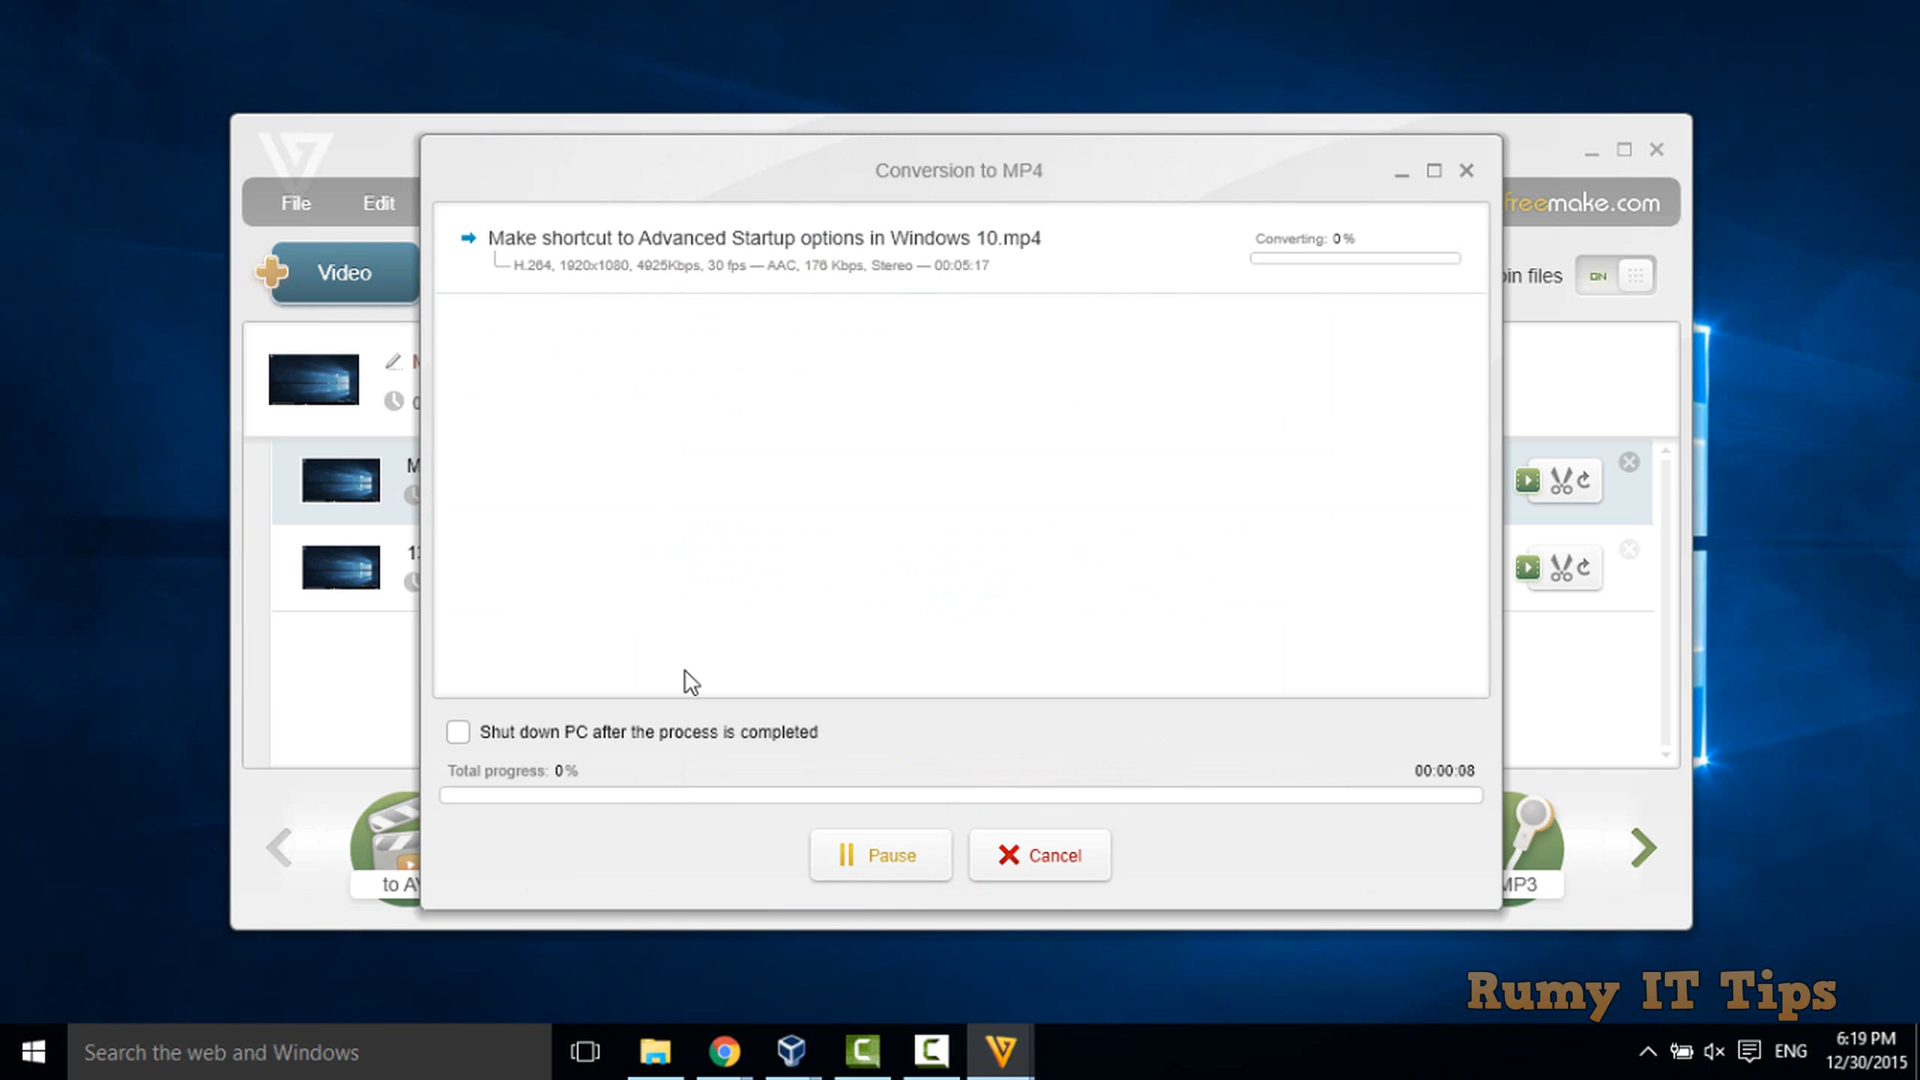 Conversion to MP4
File Edit
freemake.com
Video
Make shortcut to Advanced Startup options in Windows 10.mp4
Converting: 0 %
H.264, 1920x1080, 4925Kbps, 30 fps — AAC, 176 Kbps, Stereo — 00:05:17
in files
ON
M
0
M
13
Shut down PC after the process is completed
Total progress: 0 %
00:00:08
Pause
Cancel
to AV
MP3
Rumy IT Tips
Search the web and Windows
ENG
6:19 PM
12/30/2015